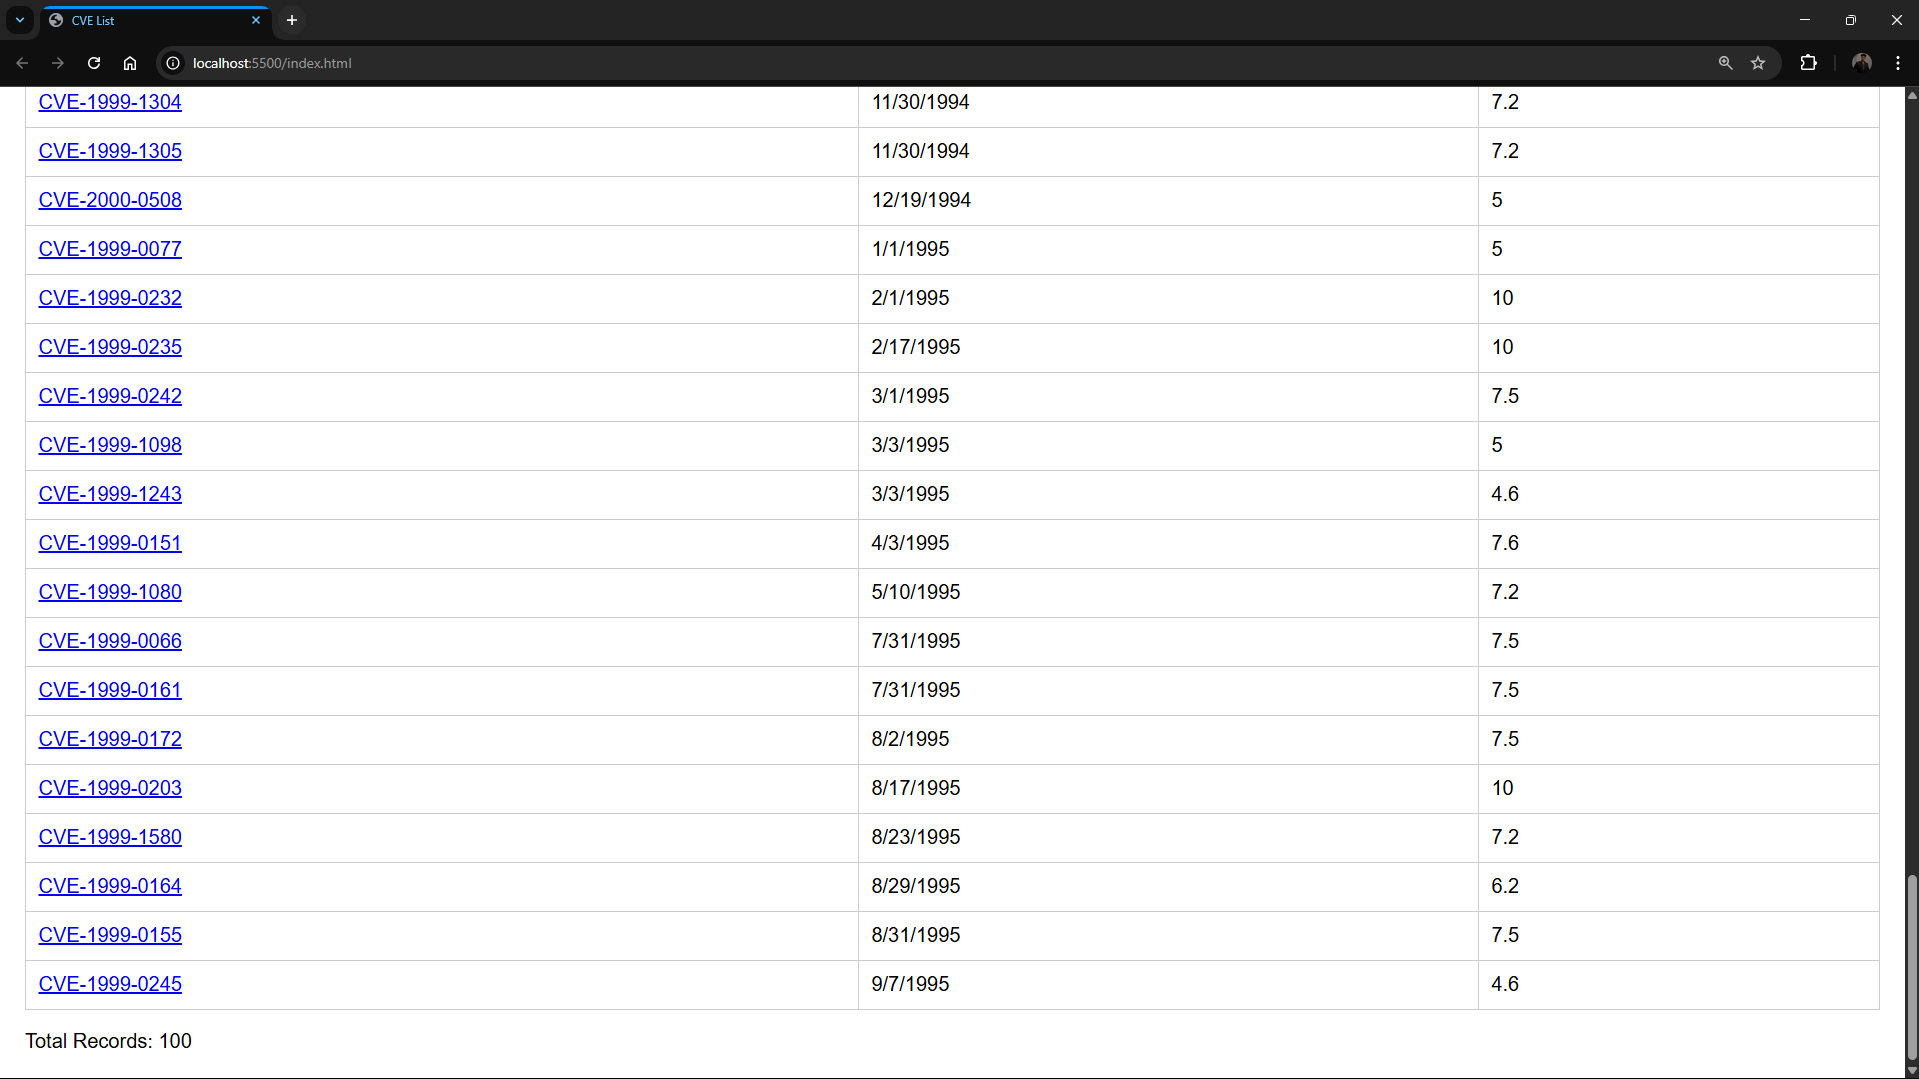 CVE List
localhost:5500/index.html
CVE-1999-1304 11/30/1994 7.2
CVE-1999-1305 11/30/1994 7.2
CVE-2000-0508 12/19/1994 5
CVE-1999-0077 1/1/1995 5
CVE-1999-0232 2/1/1995 10
CVE-1999-0235 2/17/1995 10
CVE-1999-0242 3/1/1995 7.5
CVE-1999-1098 3/3/1995 5
CVE-1999-1243 3/3/1995 4.6
CVE-1999-0151 4/3/1995 7.6
CVE-1999-1080 5/10/1995 7.2
CVE-1999-0066 7/31/1995 7.5
CVE-1999-0161 7/31/1995 7.5
CVE-1999-0172 8/2/1995 7.5
CVE-1999-0203 8/17/1995 10
CVE-1999-1580 8/23/1995 7.2
CVE-1999-0164 8/29/1995 6.2
CVE-1999-0155 8/31/1995 7.5
CVE-1999-0245 9/7/1995 4.6
Total Records: 100